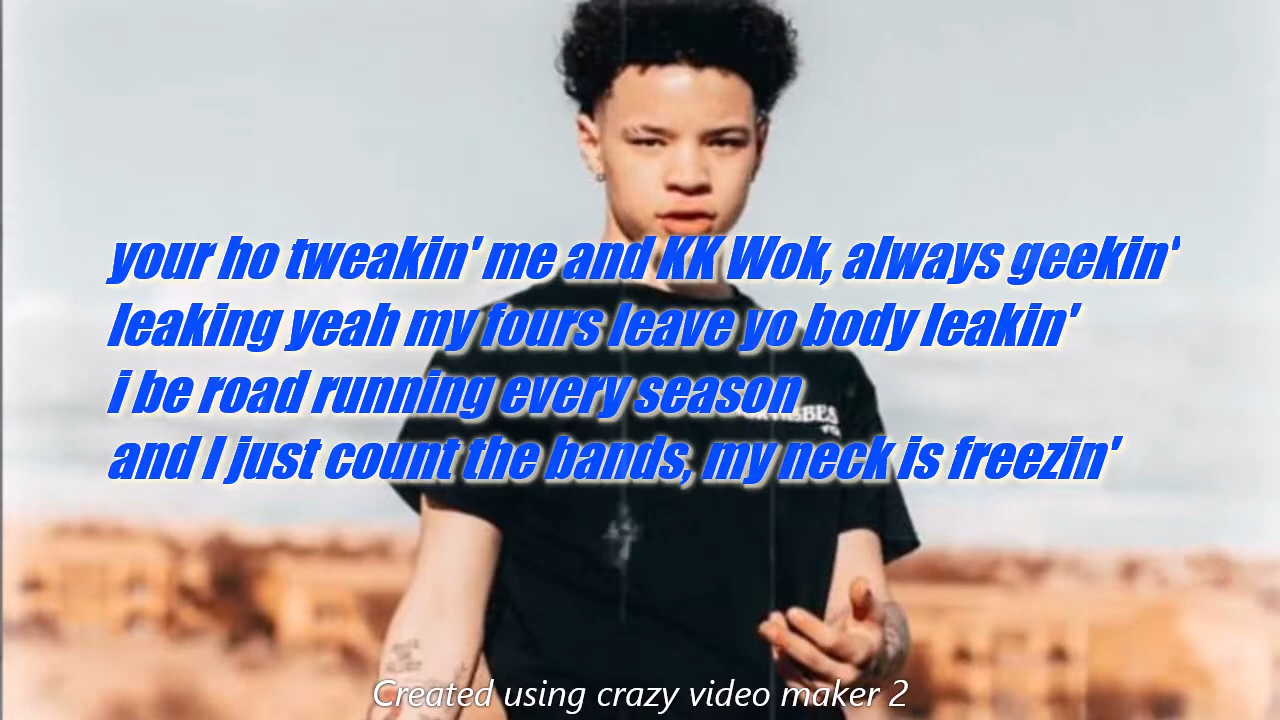 your ho tweakin' me and KK Wok, always geekin'
leaking yeah my fours leave yo body leakin'
i be road running every season
and I just count the bands, my neck is freezin'
Created using crazy video maker 2